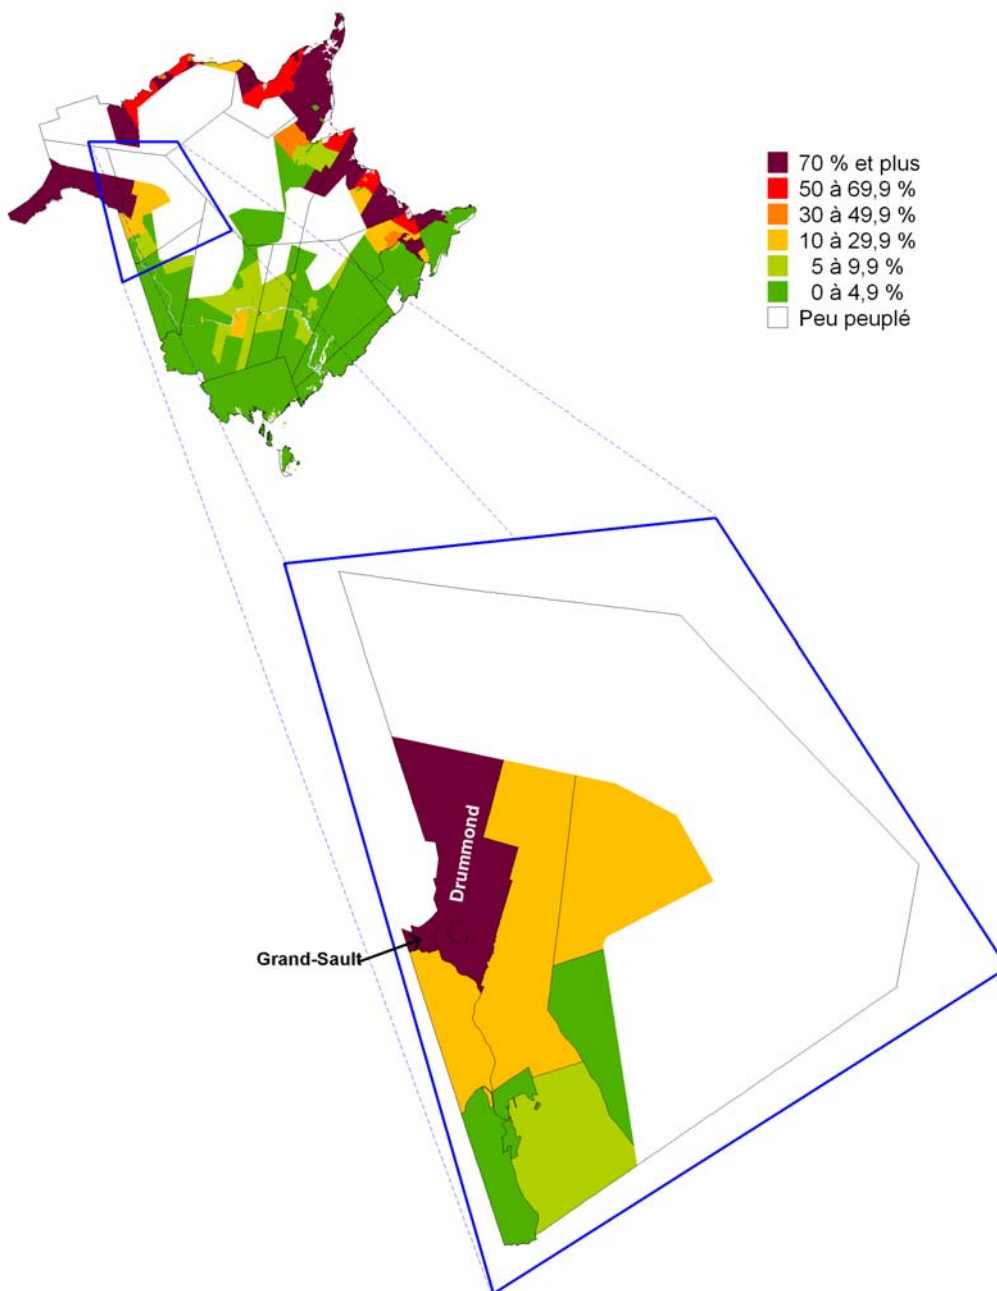 70 % et plus
50 à 69,9 %
30 à 49,9 %
10 à 29,9 %
5 à 9,9 %
0 à 4,9 %
Peu peuplé
Drummond
Grand-Sault